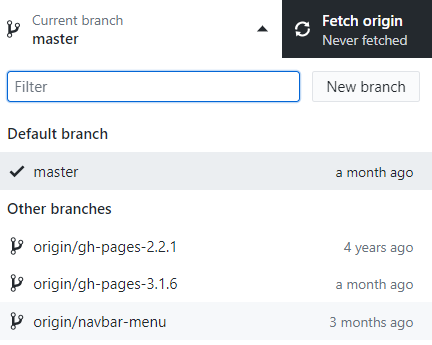 Current branch
master
Fetch origin
Never fetched
Filter
New branch
Default branch
master a month ago
Other branches
origin/gh-pages-2.2.1 4 years ago
origin/gh-pages-3.1.6 a month ago
origin/navbar-menu 3 months ago